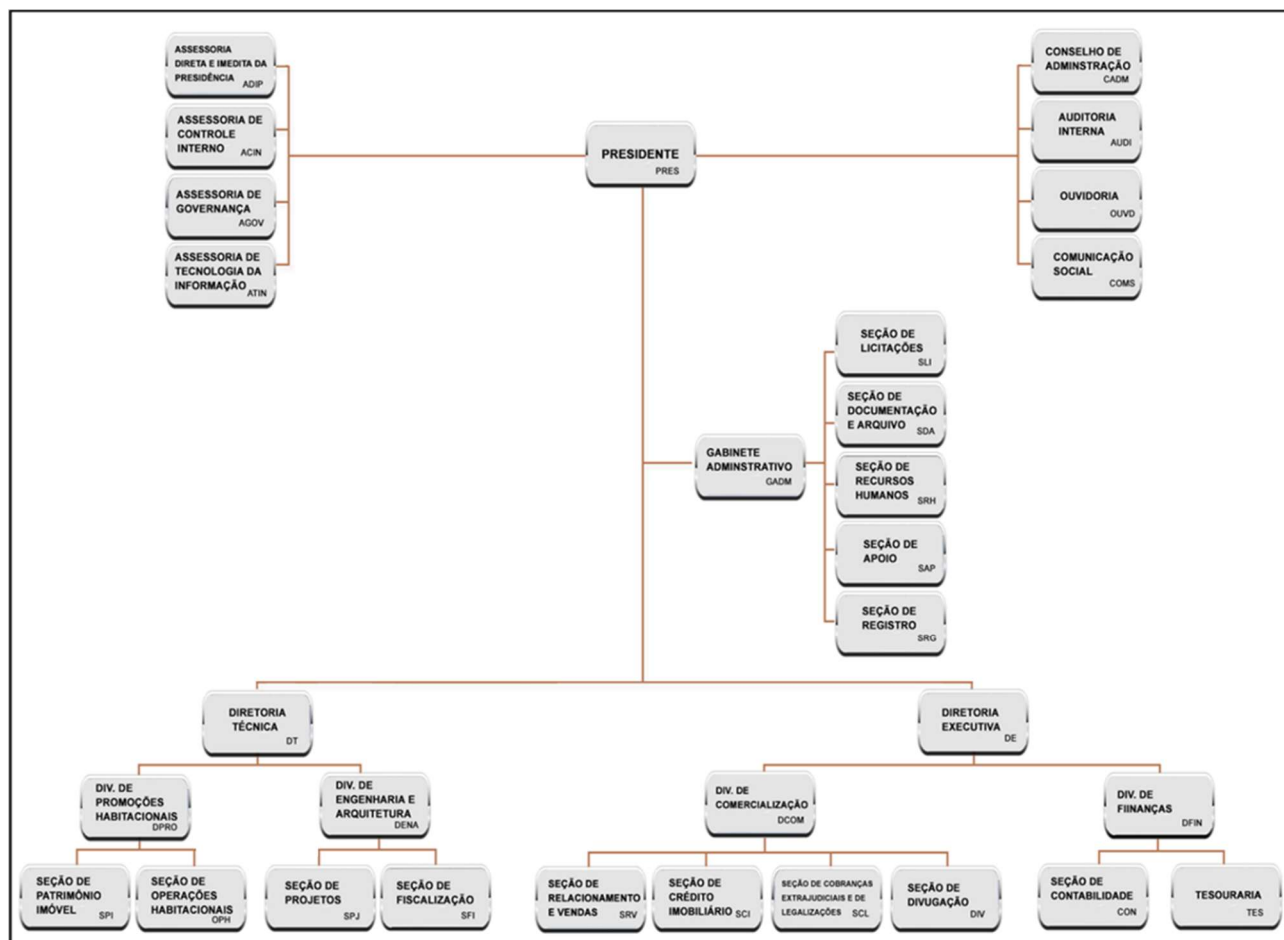 ASSESSORIA
DIRETA E IMEDITA DA
PRESIDÊNCIA
ADIP
ASSESSORIA DE
CONTROLE
INTERNO
ACIN
ASSESSORIA DE
GOVERNANÇA
AGOV
ASSESSORIA DE
TECNOLOGIA DA
INFORMAÇÃO
ATIN
PRESIDENTE
PRES
CONSELHO DE
ADMINSTRAÇÃO
CADM
AUDITORIA
INTERNA
AUDI
OUVIDORIA
OUVD
COMUNICAÇÃO
SOCIAL
COMS
GABINETE
ADMINSTRATIVO
GADM
SEÇÃO DE
LICITAÇÕES
SLI
SEÇÃO DE
DOCUMENTAÇÃO
E ARQUIVO
SDA
SEÇÃO DE
RECURSOS
HUMANOS
SRH
SEÇÃO DE
APOIO
SAP
SEÇÃO DE
REGISTRO
SRG
DIRETORIA
TÉCNICA
DT
DIRETORIA
EXECUTIVA
DE
DIV. DE
PROMOÇÕES
HABITACIONAIS
DPRO
DIV. DE
ENGENHARIA E
ARQUITETURA
DENA
DIV. DE
COMERCIALIZAÇÃO
DCOM
DIV. DE
FIINANÇAS
DFIN
SEÇÃO DE
PATRIMÔNIO
IMÓVEL
SPI
SEÇÃO DE
OPERAÇÕES
HABITACIONAIS
OPH
SEÇÃO DE
PROJETOS
SPJ
SEÇÃO DE
FISCALIZAÇÃO
SFI
SEÇÃO DE
RELACIONAMENTO
E VENDAS
SRV
SEÇÃO DE
CRÉDITO
IMOBILIÁRIO
SCI
SEÇÃO DE COBRANÇAS
EXTRAJUDICIAIS E DE
LEGALIZAÇÕES
SCL
SEÇÃO DE
DIVUGAÇÃO
DIV
SEÇÃO DE
CONTABILIDADE
CON
TESOURARIA
TES